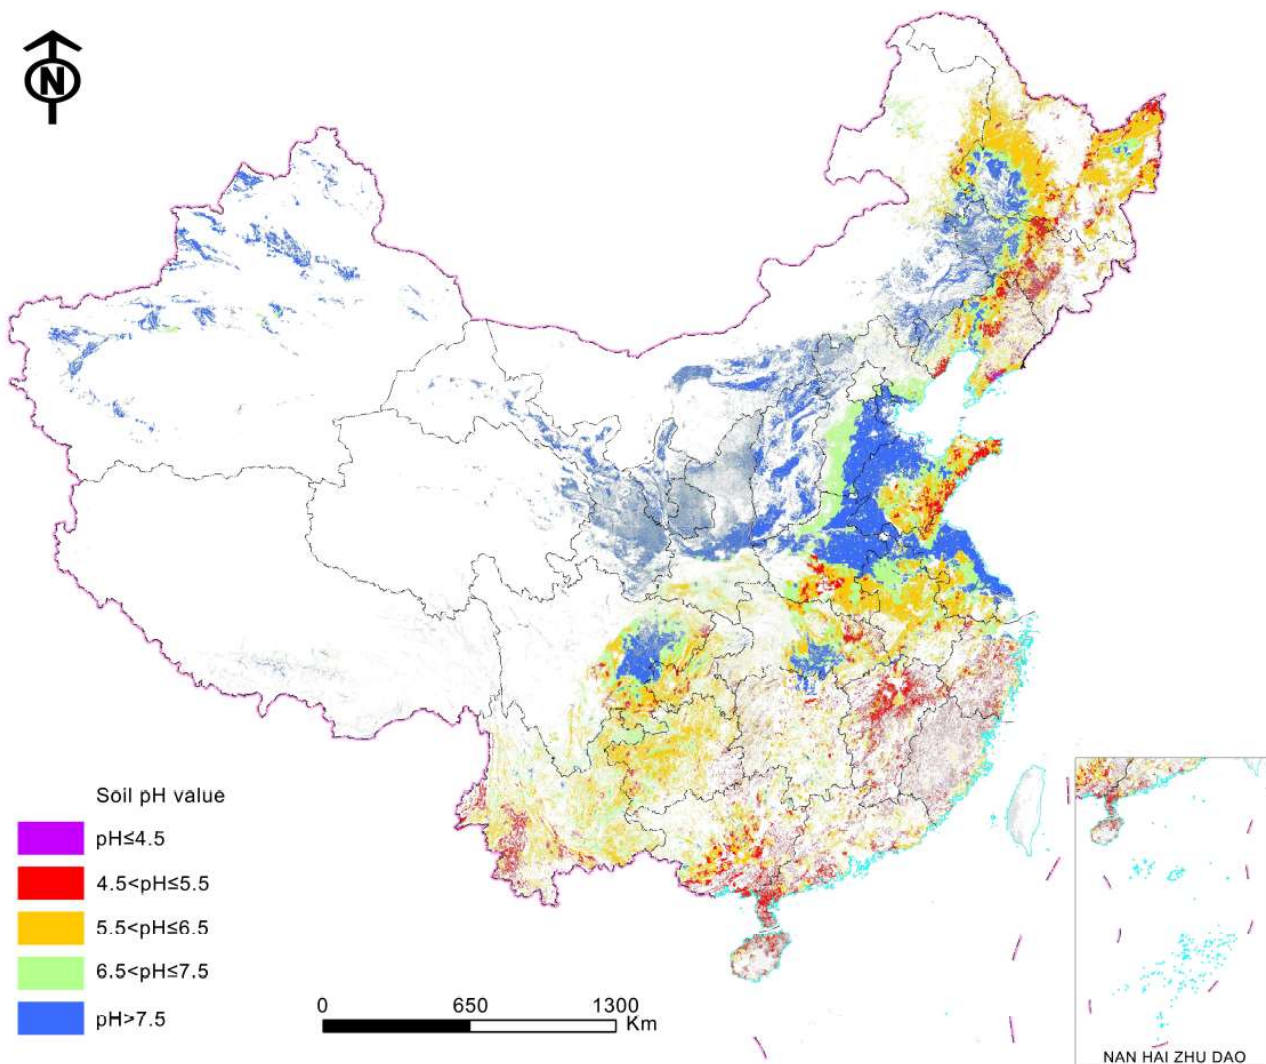 N
Soil pH value
pH≤4.5
4.5<pH≤5.5
5.5<pH≤6.5
6.5<pH≤7.5
pH>7.5
0 650 1300
Km
NAN HAI ZHU DAO